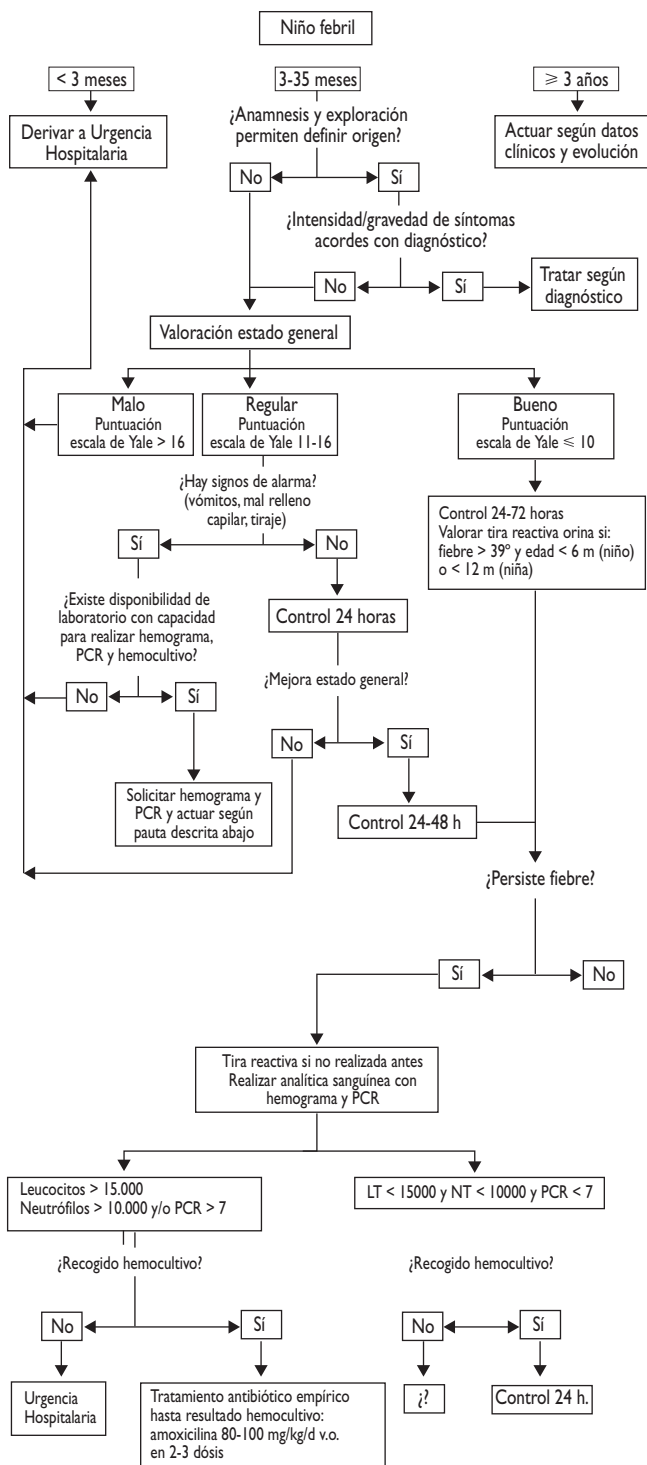 Niño febril
< 3 meses
3-35 meses
⩾ 3 años
Derivar a Urgencia
Hospitalaria
¿Anamnesis y exploración
permiten definir origen?
Actuar según datos
clínicos y evolución
No
Sí
¿Intensidad/gravedad de síntomas
acordes con diagnóstico?
No
Sí
Tratar según
diagnóstico
Valoración estado general
Malo
Puntuación
escala de Yale > 16
Regular
Puntuación
escala de Yale 11-16
Bueno
Puntuación
escala de Yale ⩽ 10
¿Hay signos de alarma?
(vómitos, mal relleno
capilar, tiraje)
Control 24-72 horas
Valorar tira reactiva orina si:
fiebre > 39º y edad < 6 m (niño)
o < 12 m (niña)
Sí
No
¿Existe disponibilidad de
laboratorio con capacidad
para realizar hemograma,
PCR y hemocultivo?
Control 24 horas
¿Mejora estado general?
No
Sí
No
Sí
Solicitar hemograma y
PCR y actuar según
pauta descrita abajo
Control 24-48 h
¿Persiste fiebre?
Sí
No
Tira reactiva si no realizada antes
Realizar analítica sanguínea con
hemograma y PCR
Leucocitos > 15.000
Neutrófilos > 10.000 y/o PCR > 7
LT < 15000 y NT < 10000 y PCR < 7
¿Recogido hemocultivo?
¿Recogido hemocultivo?
No
Sí
No
Sí
Urgencia
Hospitalaria
Tratamiento antibiótico empírico
hasta resultado hemocultivo:
amoxicilina 80-100 mg/kg/d v.o.
en 2-3 dósis
¿?
Control 24 h.